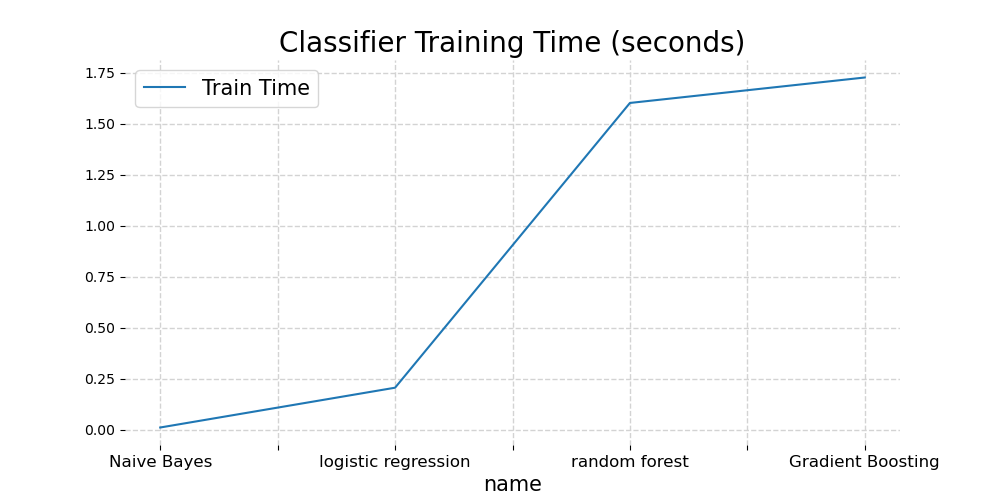 Classifier Training Time (seconds)
Train Time
1.75
1.50
1.25
1.00
0.75
0.50
0.25
0.00
Naive Bayes logistic regression random forest Gradient Boosting
name